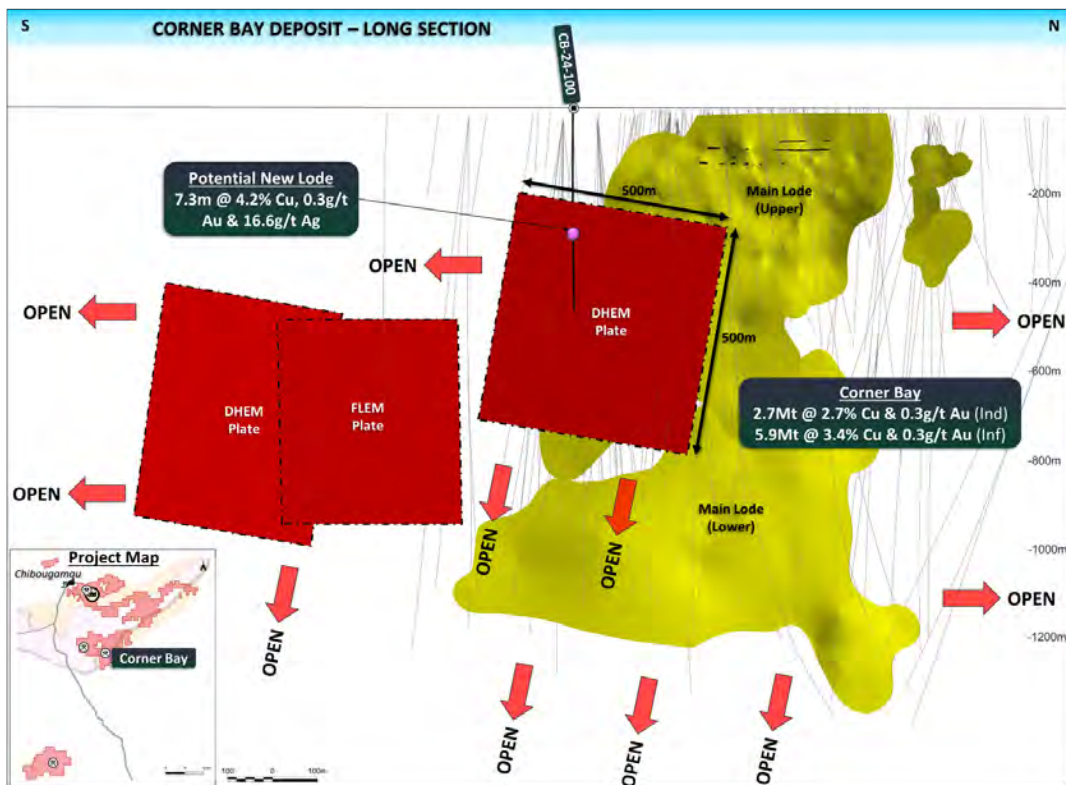 S
CORNER BAY DEPOSIT – LONG SECTION
N
CB-24-100
Potential New Lode
7.3m @ 4.2% Cu, 0.3g/t
Au & 16.6g/t Ag
500m
Main Lode
(Upper)
-200m
OPEN
OPEN
-400m
OPEN
DHEM
Plate
500m
-600m
DHEM
Plate
FLEM
Plate
Corner Bay
2.7Mt @ 2.7% Cu & 0.3g/t Au (Ind)
5.9Mt @ 3.4% Cu & 0.3g/t Au (Inf)
-800m
OPEN
OPEN
OPEN
Main Lode
(Lower)
-1000m
OPEN
OPEN
-1200m
Project Map
Chibougamau
Corner Bay
OPEN
OPEN
OPEN
100
0
100m